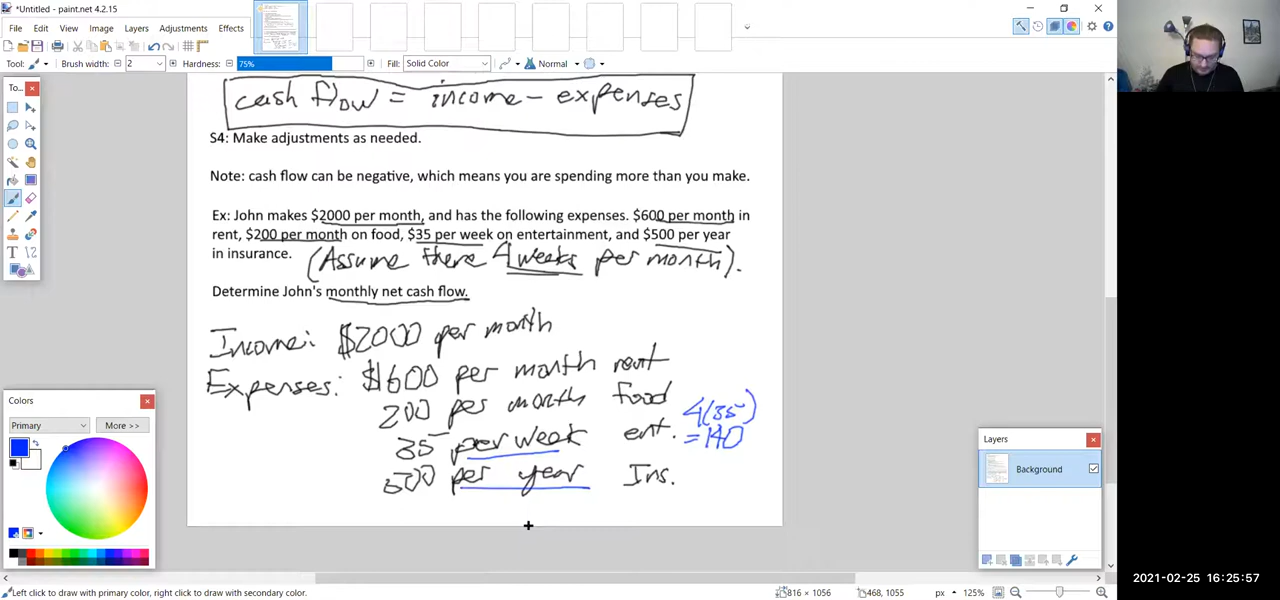 *Untitled - paint.net 4.2.15
File Edit View Image Layers Adjustments Effects
Tool: Brush width: 2 Hardness: 75% Fill: Solid Color Normal
To...
cash flow = income - expenses
S4: Make adjustments as needed.
Note: cash flow can be negative, which means you are spending more than you make.
Ex: John makes $2000 per month, and has the following expenses. $600 per month in
rent, $200 per month on food, $35 per week on entertainment, and $500 per year
in insurance. (Assume there 4 weeks per month).
Determine John's monthly net cash flow.
Income: $2000 per month
Expenses: $600 per month rent
200 per month food 4(35)
35 per week ent. = 140
500 per year Ins.
Colors
Primary
More >>
Layers
Background
2021-02-25 16:25:57
Left click to draw with primary color, right click to draw with secondary color.
816 × 1056
468, 1055
px
125%